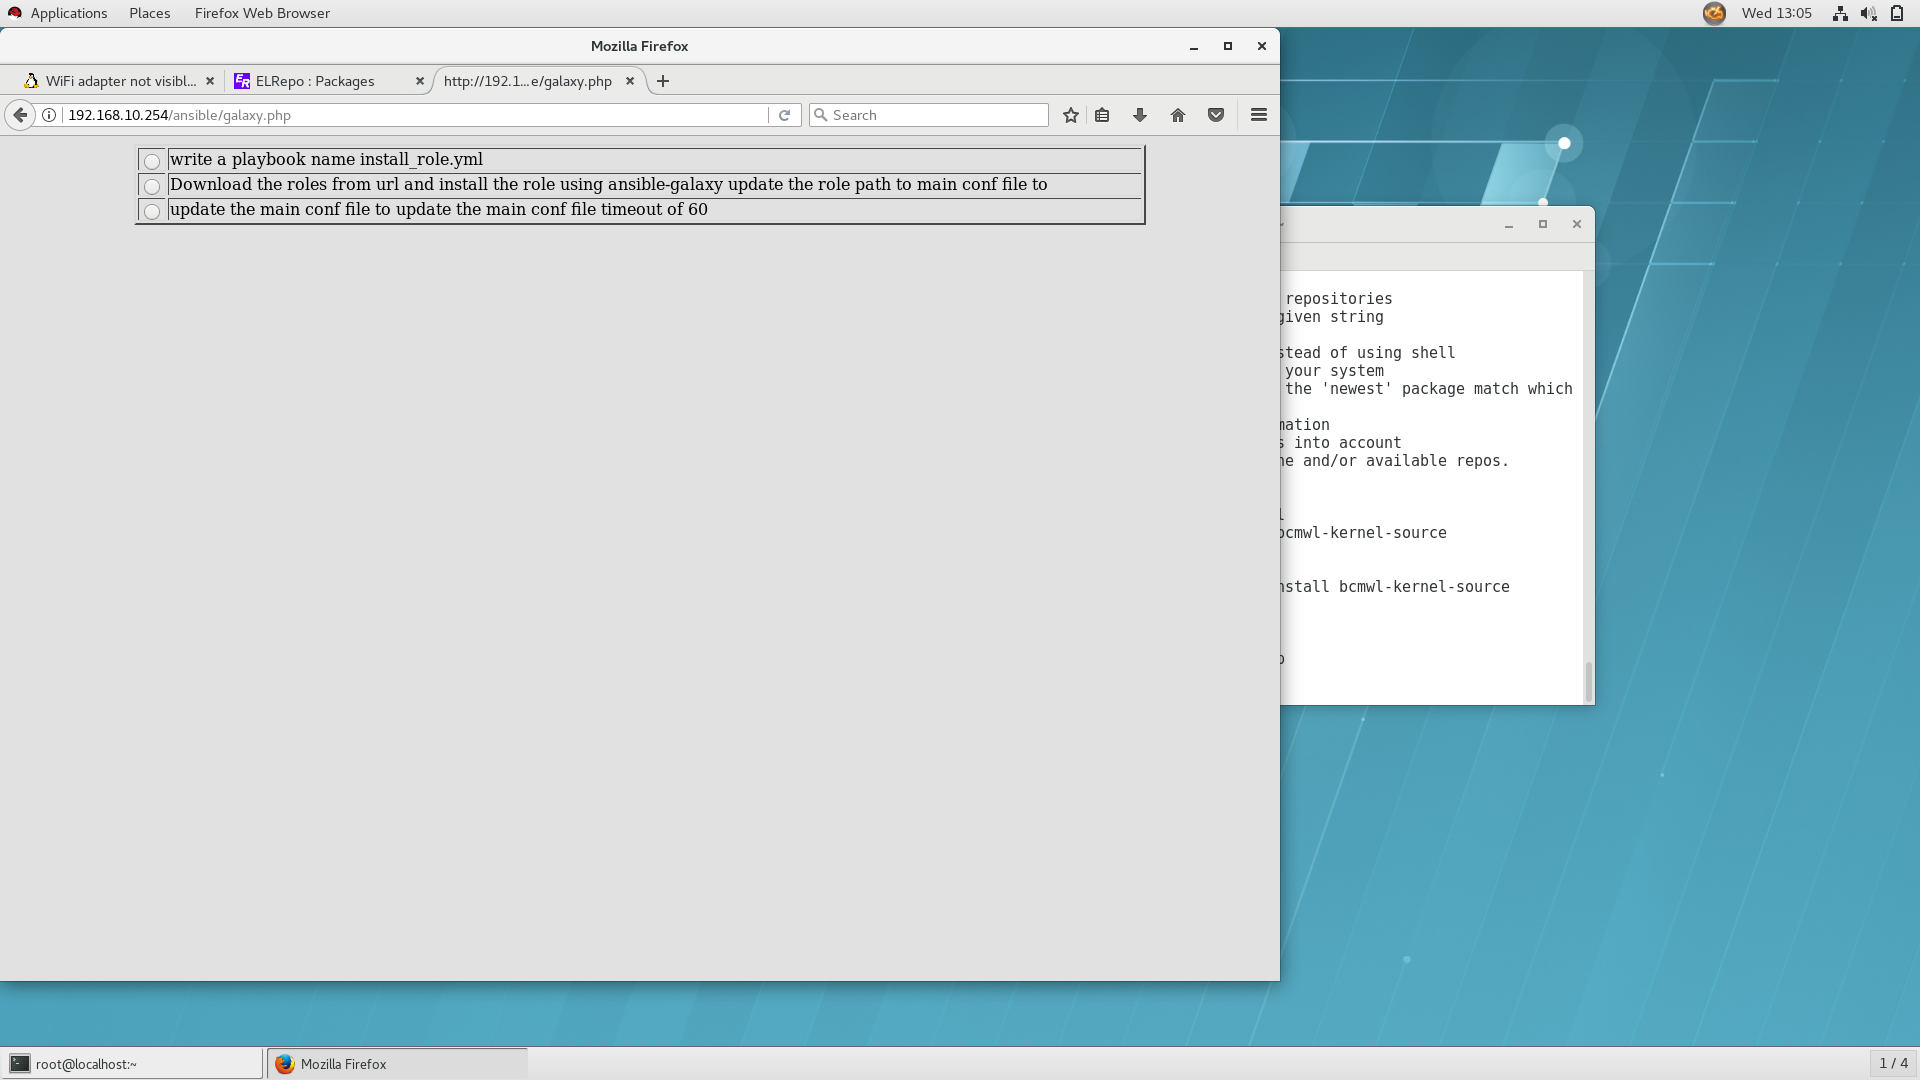 Applications Places Firefox Web Browser Wed 13:05
Mozilla Firefox
WiFi adapter not visibl... ELRepo : Packages http://192.1...e/galaxy.php
192.168.10.254/ansible/galaxy.php Search
write a playbook name install_role.yml
Download the roles from url and install the role using ansible-galaxy update the role path to main conf file to
update the main conf file to update the main conf file timeout of 60
repositories
given string
stead of using shell
your system
the 'newest' package match which
mation
s into account
ne and/or available repos.
l
bcmwl-kernel-source
nstall bcmwl-kernel-source
root@localhost:~ Mozilla Firefox 1 / 4